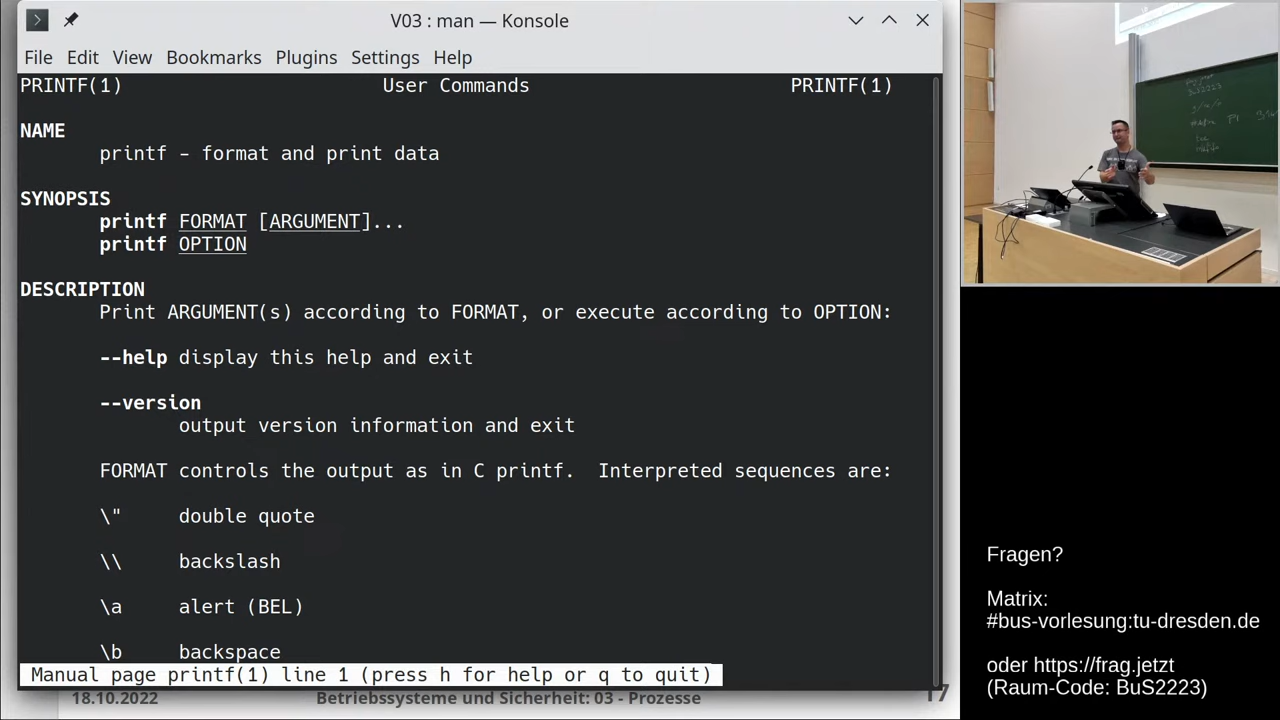 V03 : man — Konsole
File Edit View Bookmarks Plugins Settings Help
PRINTF(1) User Commands PRINTF(1)
NAME
printf - format and print data
SYNOPSIS
printf FORMAT [ARGUMENT]...
printf OPTION
DESCRIPTION
Print ARGUMENT(s) according to FORMAT, or execute according to OPTION:
--help display this help and exit
--version
output version information and exit
FORMAT controls the output as in C printf.  Interpreted sequences are:
\" double quote
\\ backslash
\a alert (BEL)
\b backspace
Manual page printf(1) line 1 (press h for help or q to quit)
18.10.2022 Betriebssysteme und Sicherheit: 03 - Prozesse 17
Fragen?
Matrix:
#bus-vorlesung:tu-dresden.de
oder https://frag.jetzt
(Raum-Code: BuS2223)